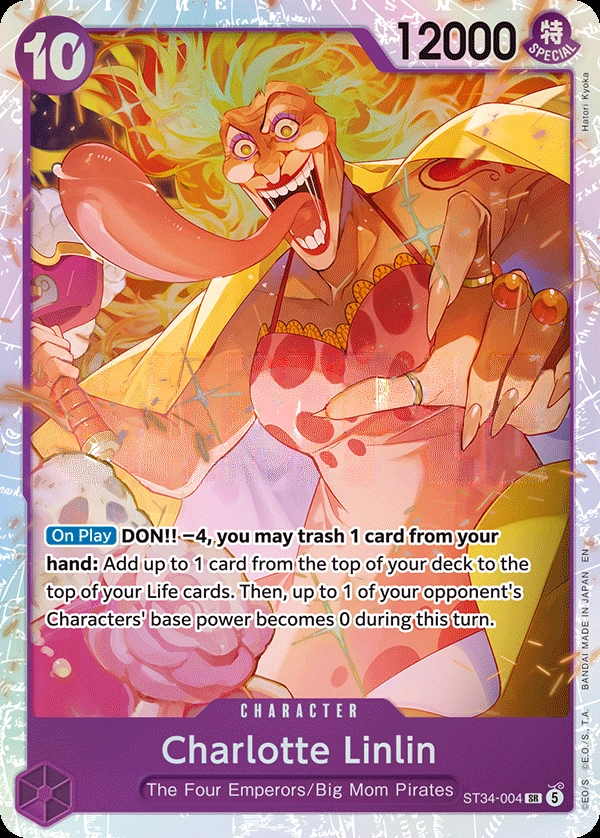 10
12000
特
SPECIAL
Hatori Kyoka
On Play DON!! −4, you may trash 1 card from your
hand: Add up to 1 card from the top of your deck to the
top of your Life cards. Then, up to 1 of your opponent's
Characters' base power becomes 0 during this turn.
©E.O/S ©E.O./S, T.A. BANDAI MADE IN JAPAN EN
CHARACTER
Charlotte Linlin
The Four Emperors/Big Mom Pirates
ST34-004 SR 5